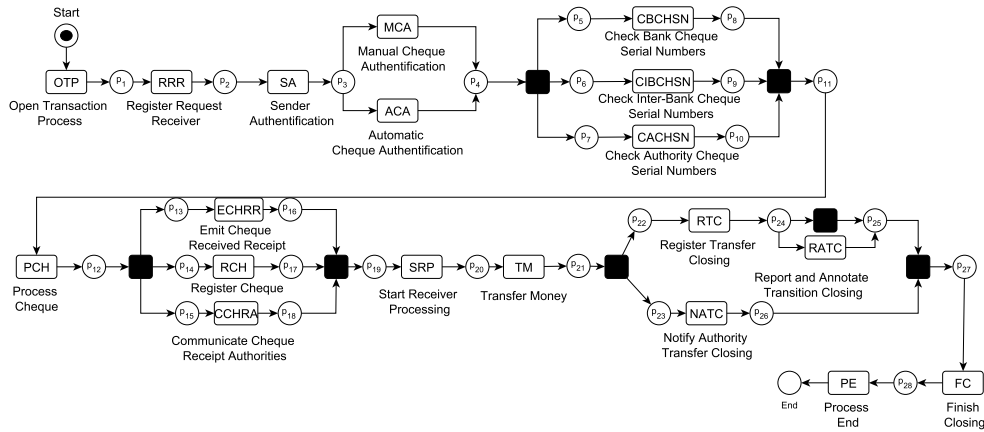 Start
OTP
Open Transaction
Process
p1
RRR
Register Request
Receiver
p2
SA
Sender
Authentification
p3
MCA
Manual Cheque
Authentification
ACA
Automatic
Cheque Authentification
p4
p5
CBCHSN
p8
Check Bank Cheque
Serial Numbers
p6
CIBCHSN
p9
Check Inter-Bank Cheque
Serial Numbers
p7
CACHSN
p10
Check Authority Cheque
Serial Numbers
p11
PCH
Process
Cheque
p12
p13
ECHRR
p16
Emit Cheque
Received Receipt
p14
RCH
p17
Register Cheque
p15
CCHRA
p18
Communicate Cheque
Receipt Authorities
p19
SRP
Start Receiver
Processing
p20
TM
Transfer Money
p21
p22
RTC
Register Transfer
Closing
p24
p25
RATC
Report and Annotate
Transition Closing
p23
NATC
p26
Notify Authority
Transfer Closing
p27
FC
Finish
Closing
p28
PE
Process
End
End